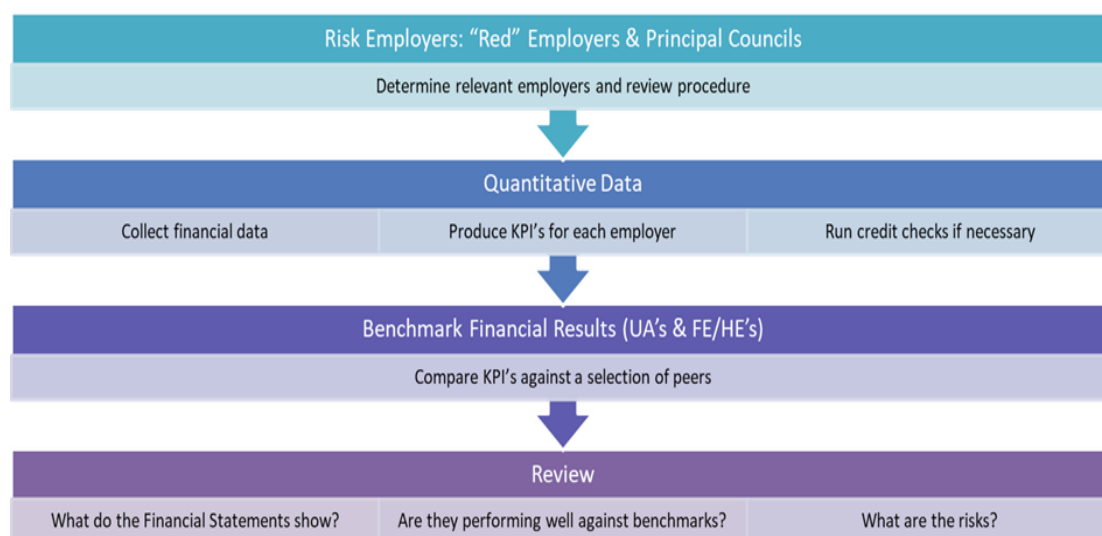 Risk Employers: “Red” Employers & Principal Councils
Determine relevant employers and review procedure
Quantitative Data
Collect financial data
Produce KPI’s for each employer
Run credit checks if necessary
Benchmark Financial Results (UA’s & FE/HE’s)
Compare KPI’s against a selection of peers
Review
What do the Financial Statements show?
Are they performing well against benchmarks?
What are the risks?